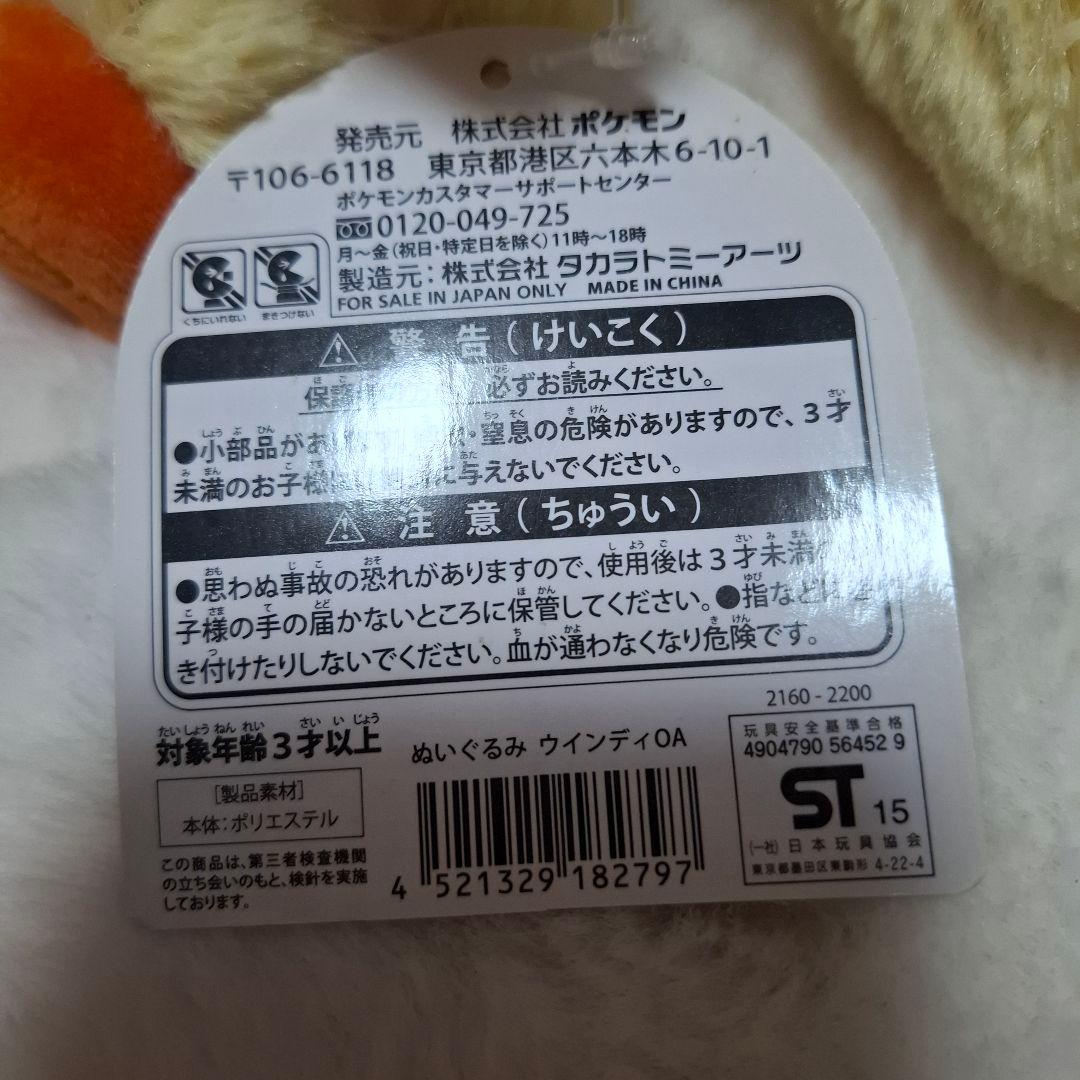 発売元 株式会社ポケモン
〒106-6118 東京都港区六本木6-10-1
ポケモンカスタマーサポートセンター
0120-049-725
月～金(祝日・特定日を除く)11時～18時
製造元:株式会社 タカラトミーアーツ
FOR SALE IN JAPAN ONLY MADE IN CHINA
くちにいれない まきつけない
警 告(けいこく)
保護 必ずお読みください。
●小部品があ ・窒息の危険がありますので、3才
未満のお子様に 与えないでください。
注 意(ちゅうい)
●思わぬ事故の恐れがありますので、使用後は3才未満
子様の手の届かないところに保管してください。●指などに
き付けたりしないでください。血が通わなくなり危険です。
対象年齢3才以上
[製品素材]
本体:ポリエステル
この商品は、第三者検査機関
の立ち会いのもと、検針を実施
しております。
ぬいぐるみ ウインディOA
4 521329 182797
2160-2200
玩具安全基準合格
4904790 56452 9
ST 15
(一社)日本玩具協会
東京都墨田区東駒形 4-22-4